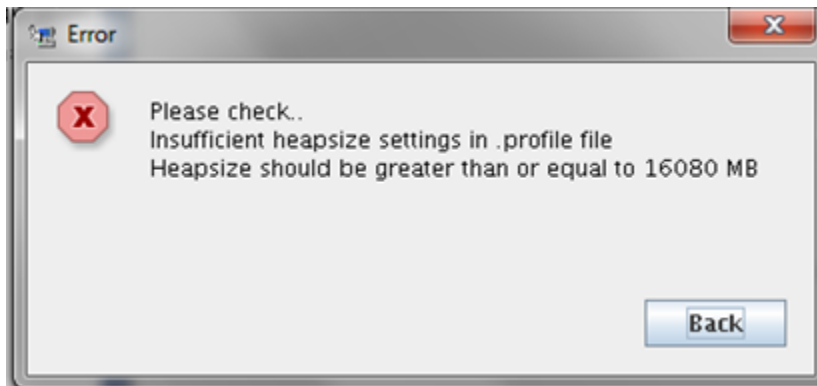 Error
Please check..
Insufficient heapsize settings in .profile file
Heapsize should be greater than or equal to 16080 MB
Back